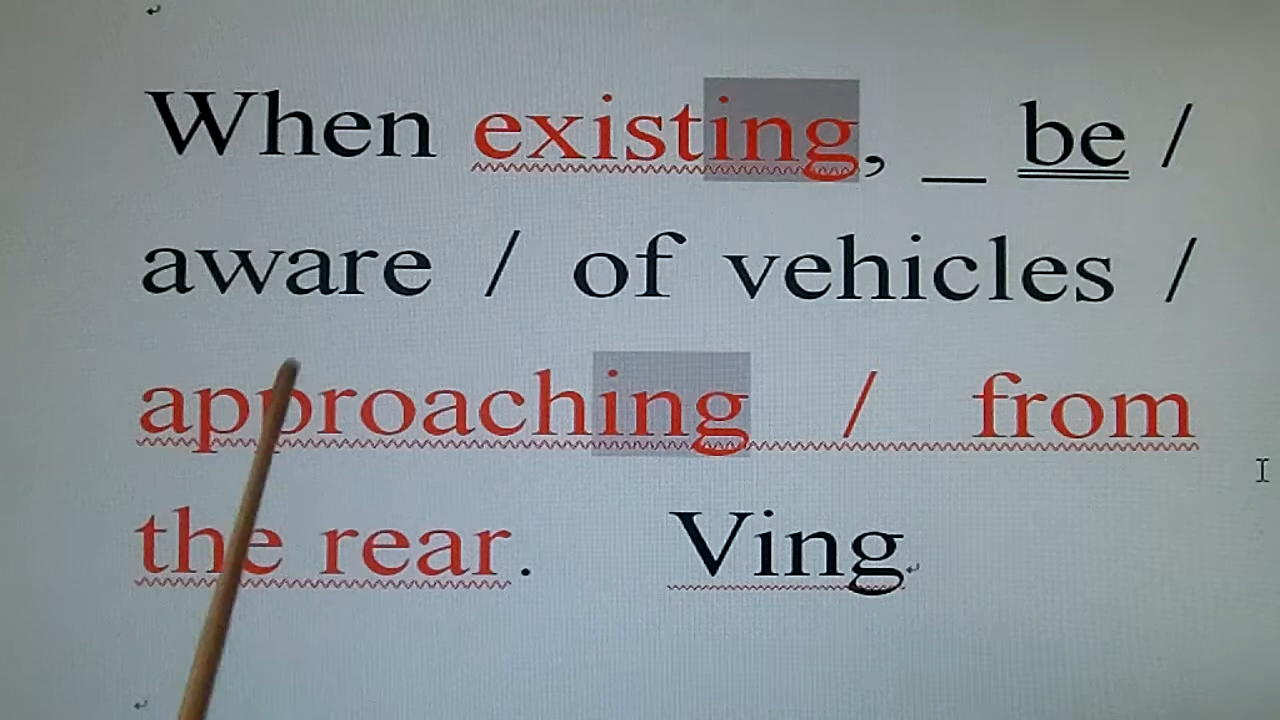 When existing, _ be /
aware / of vehicles /
approaching / from
the rear. Ving